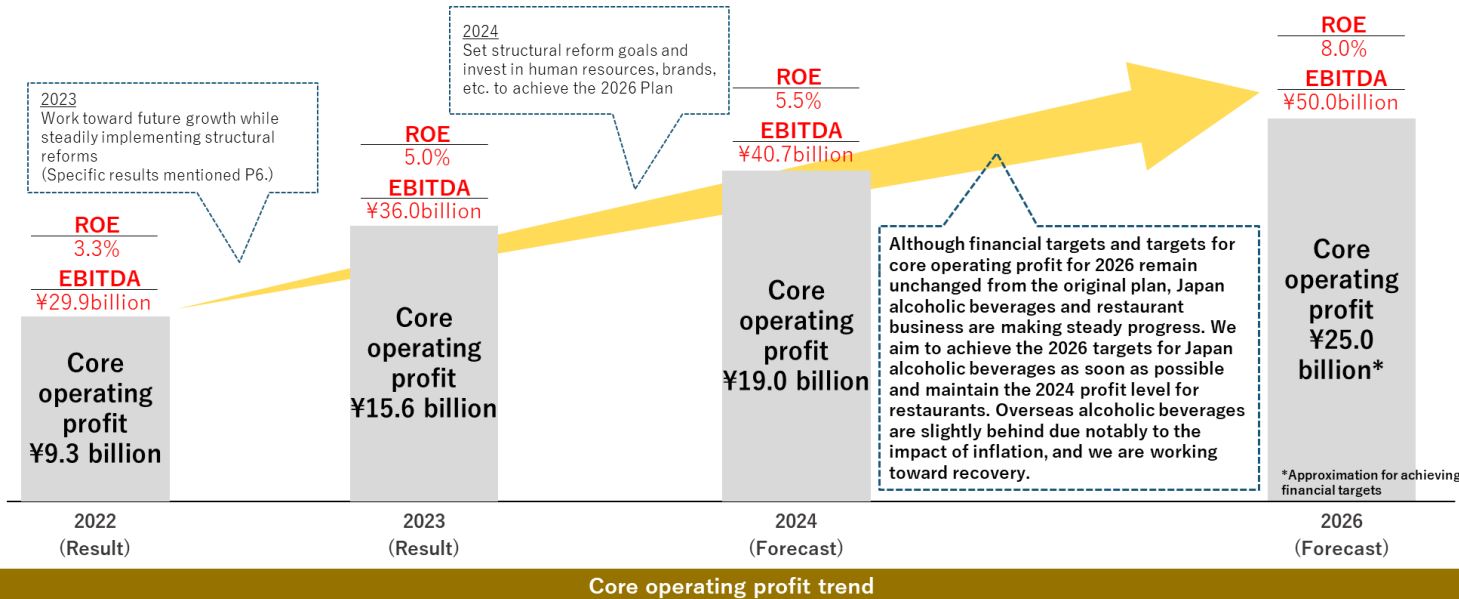 2023
Work toward future growth while
steadily implementing structural
reforms
(Specific results mentioned P6.)
2024
Set structural reform goals and
invest in human resources, brands,
etc. to achieve the 2026 Plan
ROE
3.3%
EBITDA
¥29.9billion
Core
operating
profit
¥9.3 billion
ROE
5.0%
EBITDA
¥36.0billion
Core
operating
profit
¥15.6 billion
ROE
5.5%
EBITDA
¥40.7billion
Core
operating
profit
¥19.0 billion
Although financial targets and targets for
core operating profit for 2026 remain
unchanged from the original plan, Japan
alcoholic beverages and restaurant
business are making steady progress. We
aim to achieve the 2026 targets for Japan
alcoholic beverages as soon as possible
and maintain the 2024 profit level for
restaurants. Overseas alcoholic beverages
are slightly behind due notably to the
impact of inflation, and we are working
toward recovery.
ROE
8.0%
EBITDA
¥50.0billion
Core
operating
profit
¥25.0
billion*
*Approximation for achieving
financial targets
2022
(Result)
2023
(Result)
2024
(Forecast)
2026
(Forecast)
Core operating profit trend